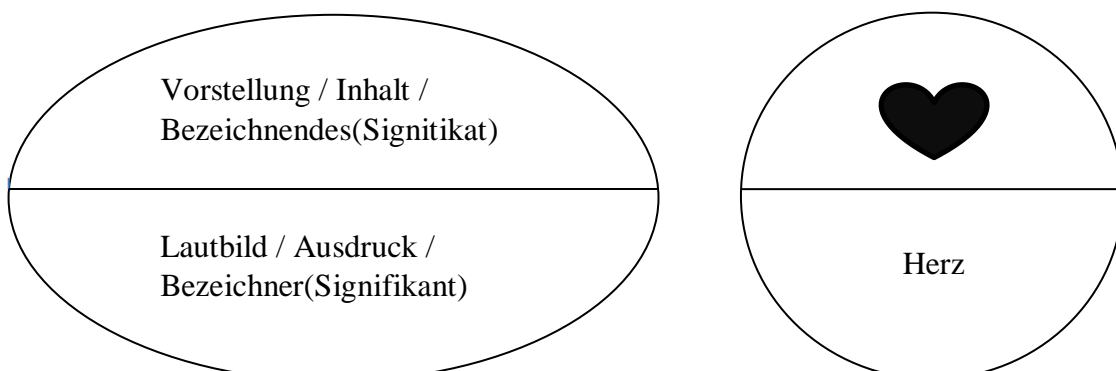 Vorstellung / Inhalt /
Bezeichnendes(Signitikat)
Lautbild / Ausdruck /
Bezeichner(Signifikant)
Herz